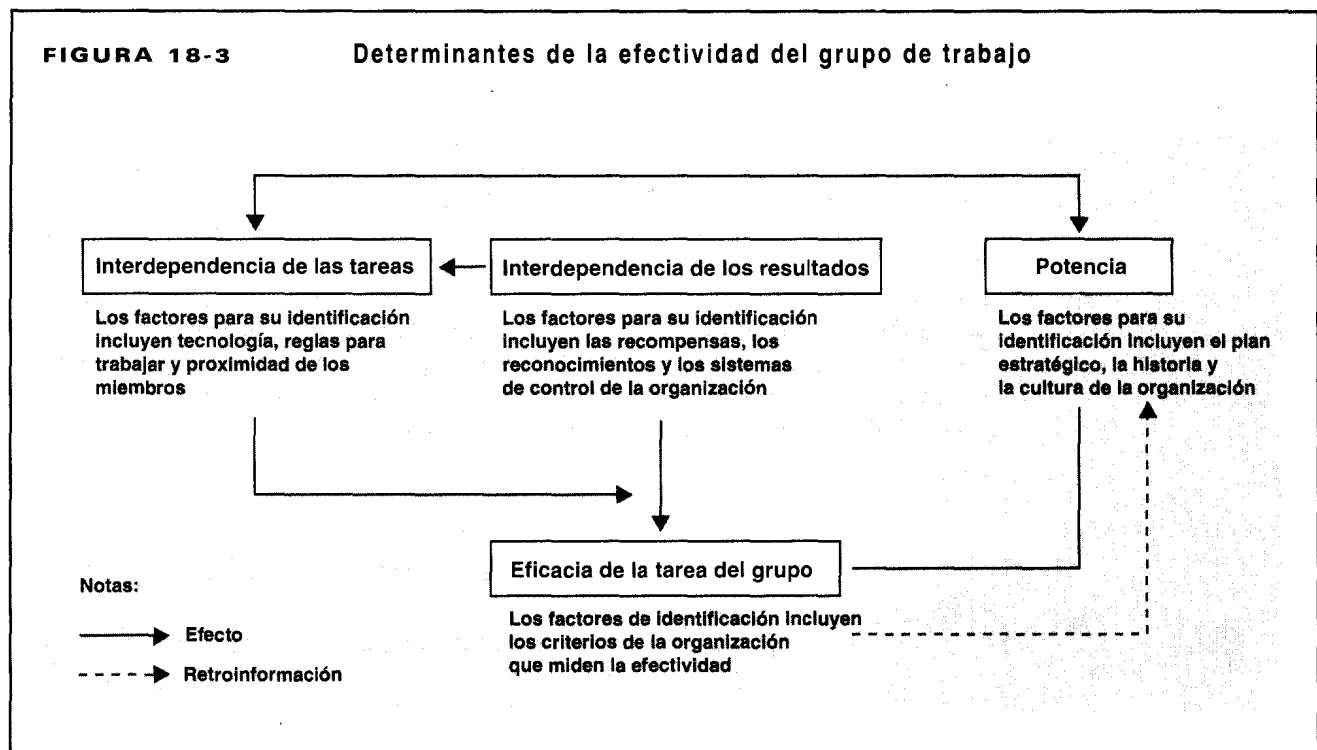 FIGURA 18-3 Determinantes de la efectividad del grupo de trabajo
Interdependencia de las tareas
Los factores para su identificación
incluyen tecnología, reglas para
trabajar y proximidad de los
miembros
Interdependencia de los resultados
Los factores para su identificación
incluyen las recompensas, los
reconocimientos y los sistemas
de control de la organización
Potencia
Los factores para su
identificación incluyen el plan
estratégico, la historia y
la cultura de la organización
Eficacia de la tarea del grupo
Los factores de identificación incluyen
los criterios de la organización
que miden la efectividad
Notas:
Efecto
Retroinformación